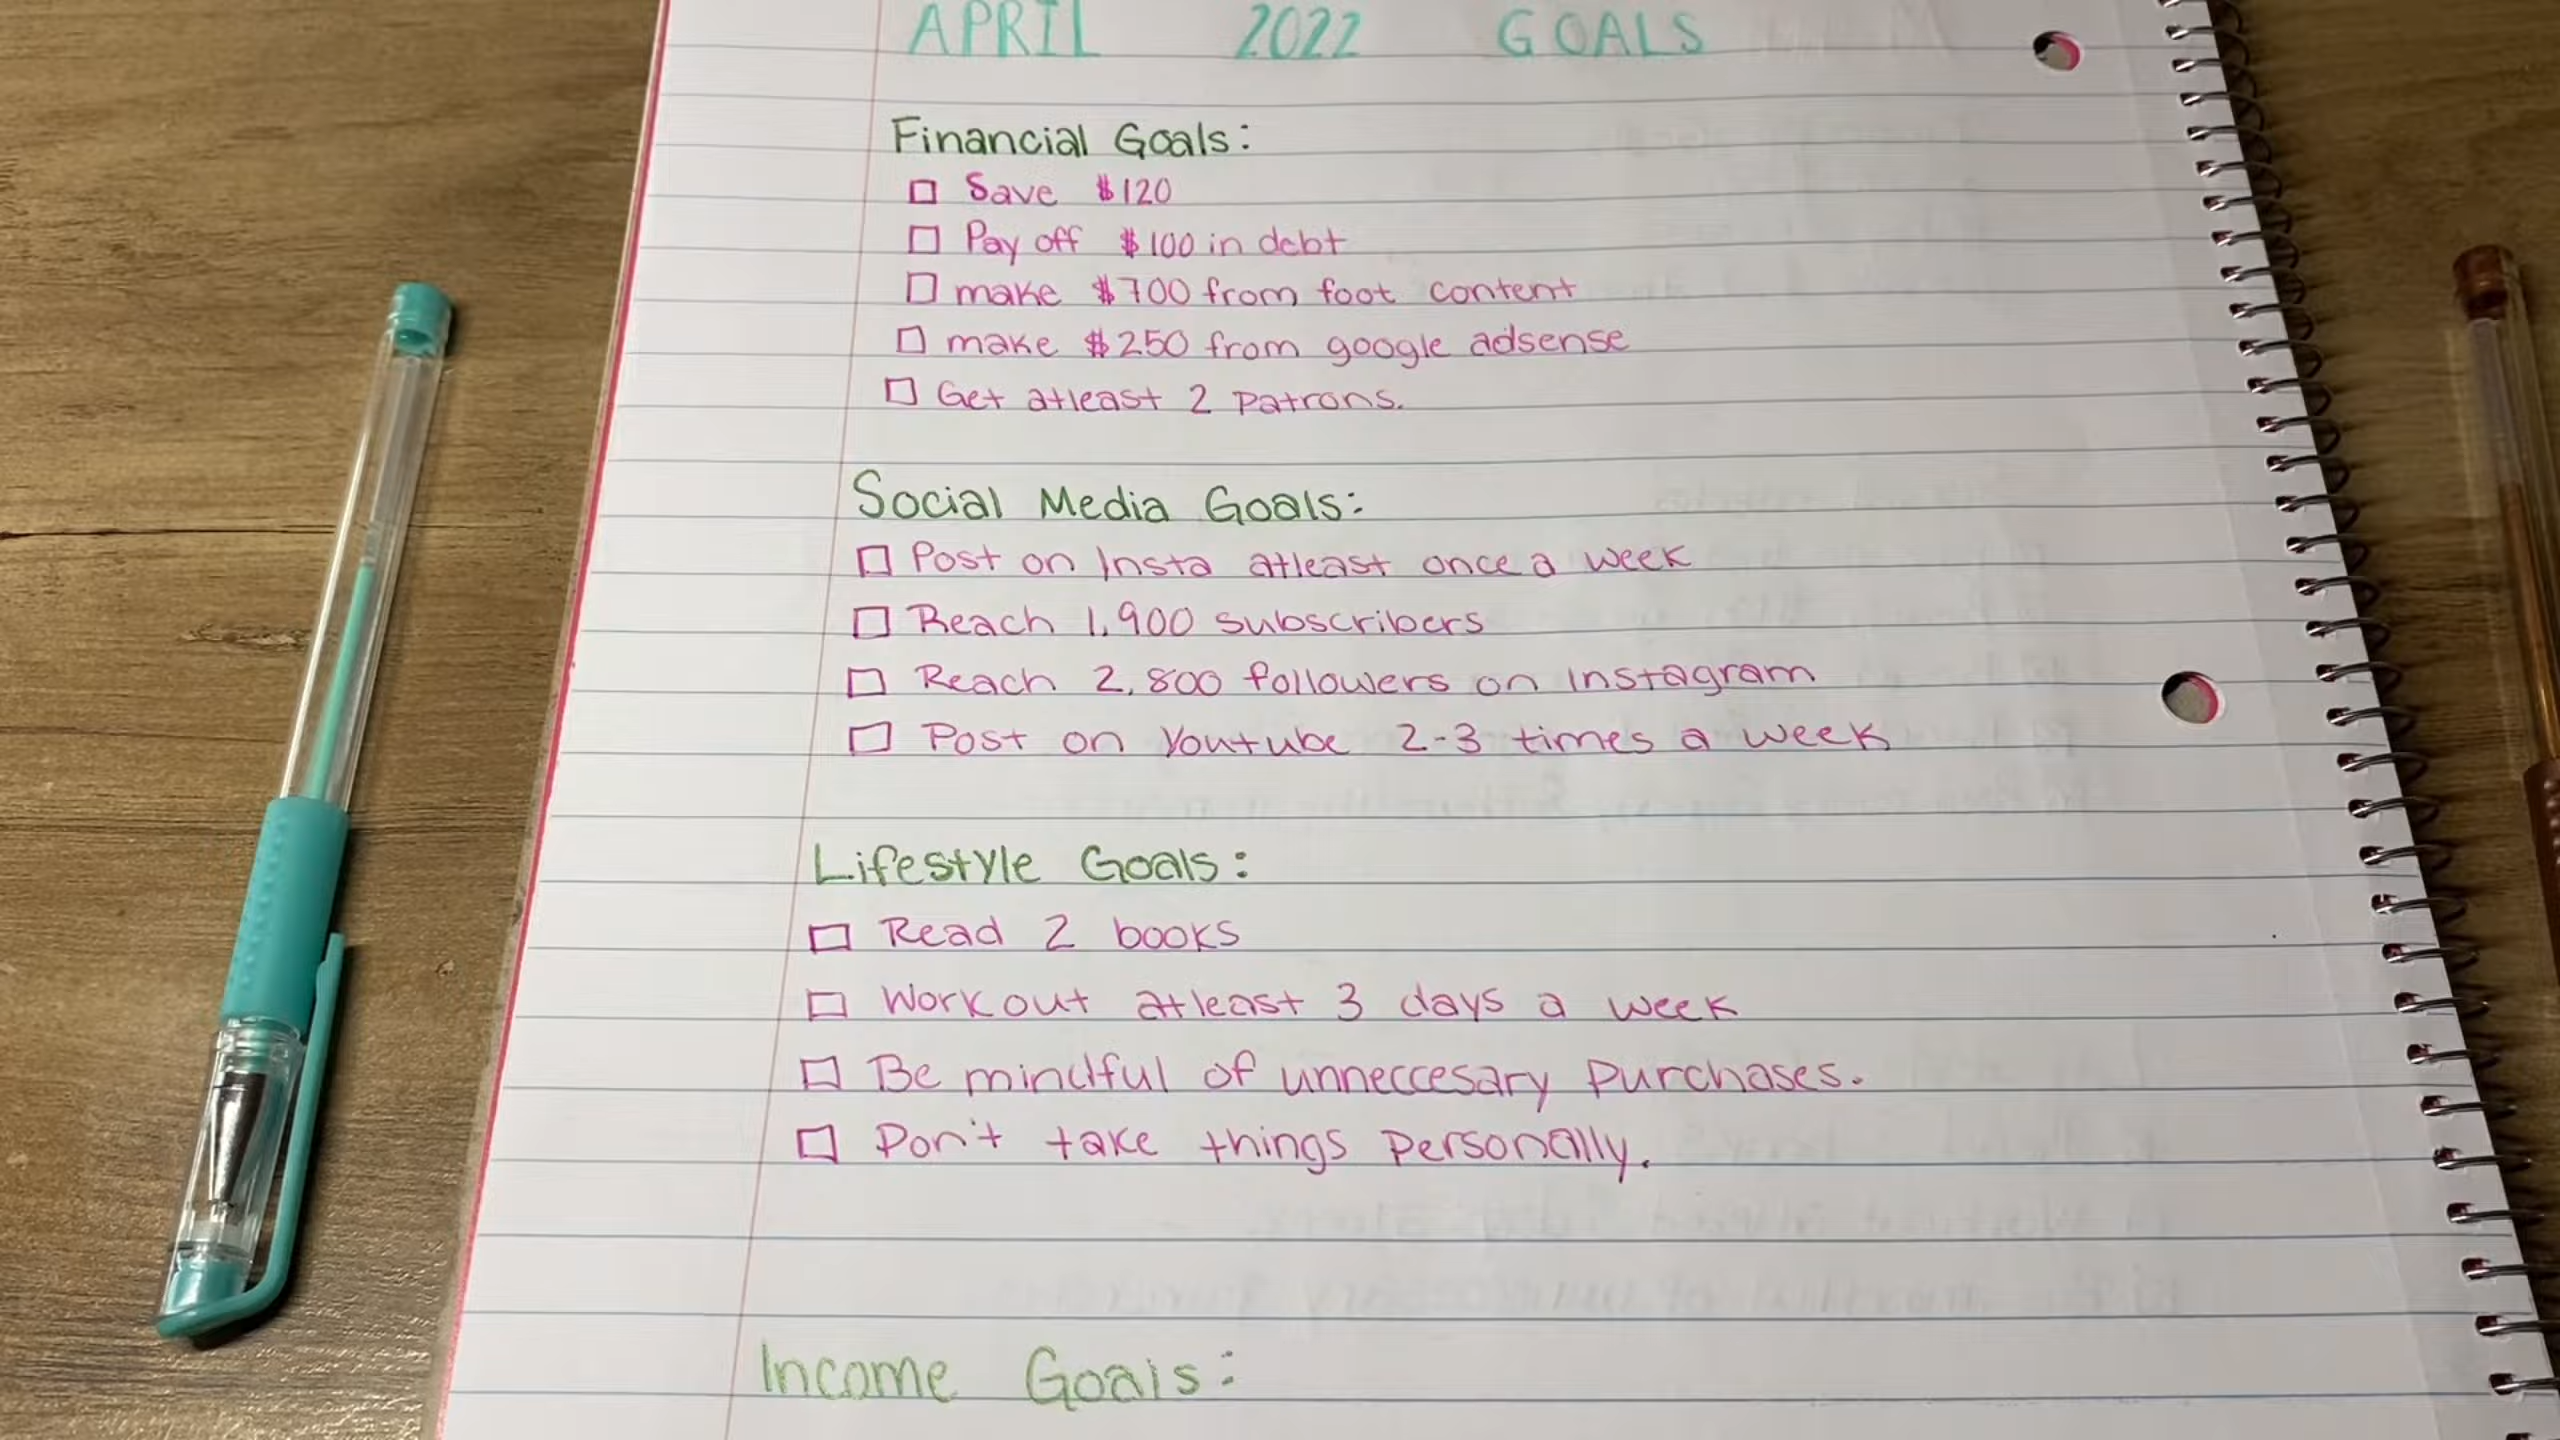 APRIL 2022 GOALS
Financial Goals:
Save $120
Pay off $100 in debt
make $700 from foot content
make $250 from google adsense
Get atleast 2 patrons.
Social Media Goals:
Post on Insta atleast once a week
Reach 1,900 subscribers
Reach 2,800 followers on Instagram
Post on Youtube 2-3 times a week
Lifestyle Goals:
Read 2 books
Workout atleast 3 days a week
Be mindful of unneccesary purchases.
Don't take things personally.
Income Goals: